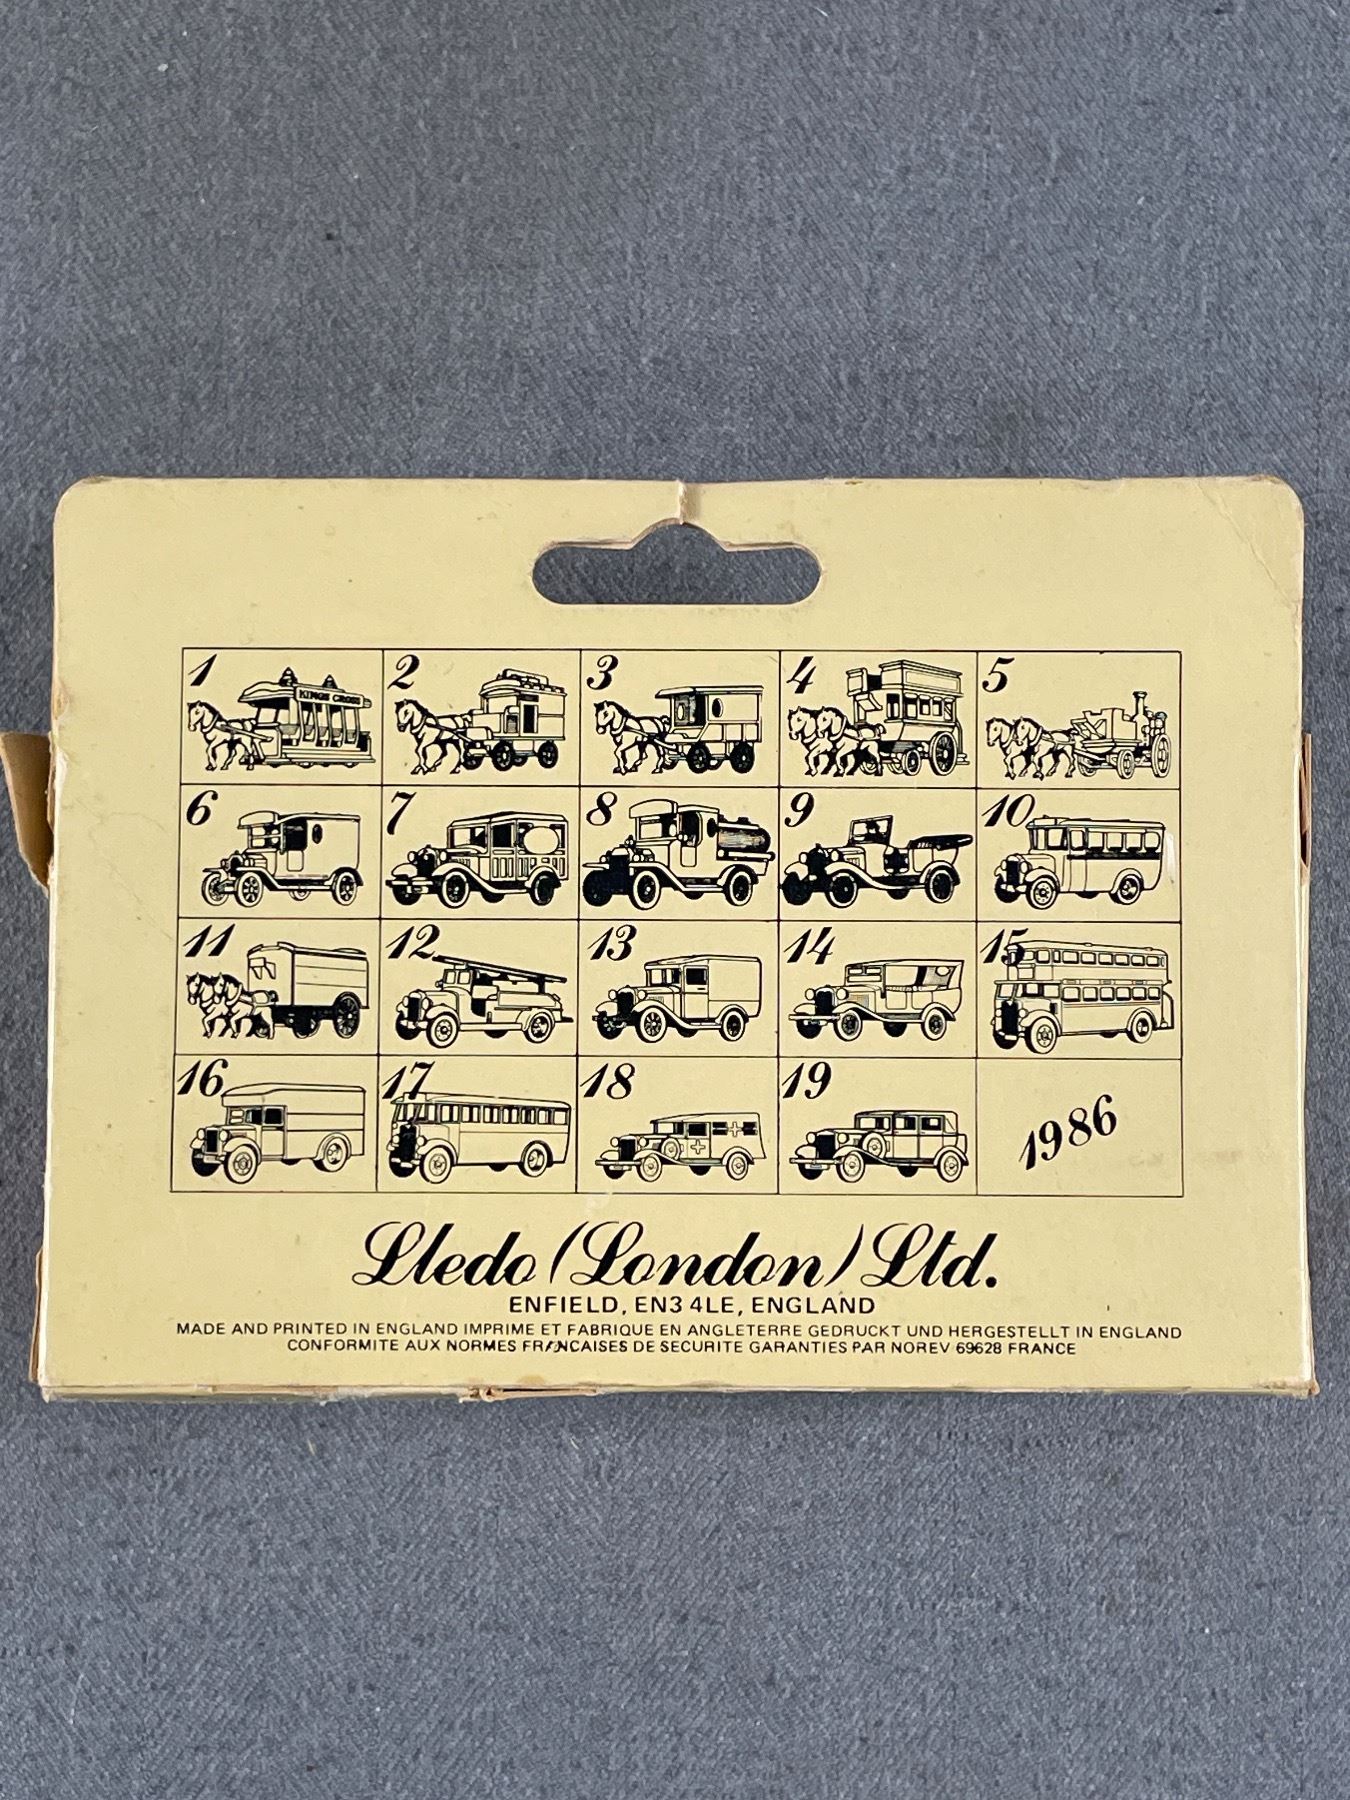 1 2 3 4 5
KINGS CROSS
6 7 8 9 10
11 12 13 14 15
16 17 18 19 1986
Lledo (London) Ltd.
ENFIELD, EN3 4LE, ENGLAND
MADE AND PRINTED IN ENGLAND IMPRIME ET FABRIQUE EN ANGLETERRE GEDRUCKT UND HERGESTELLT IN ENGLAND
CONFORMITE AUX NORMES FRANCAISES DE SECURITE GARANTIES PAR NOREV 69628 FRANCE